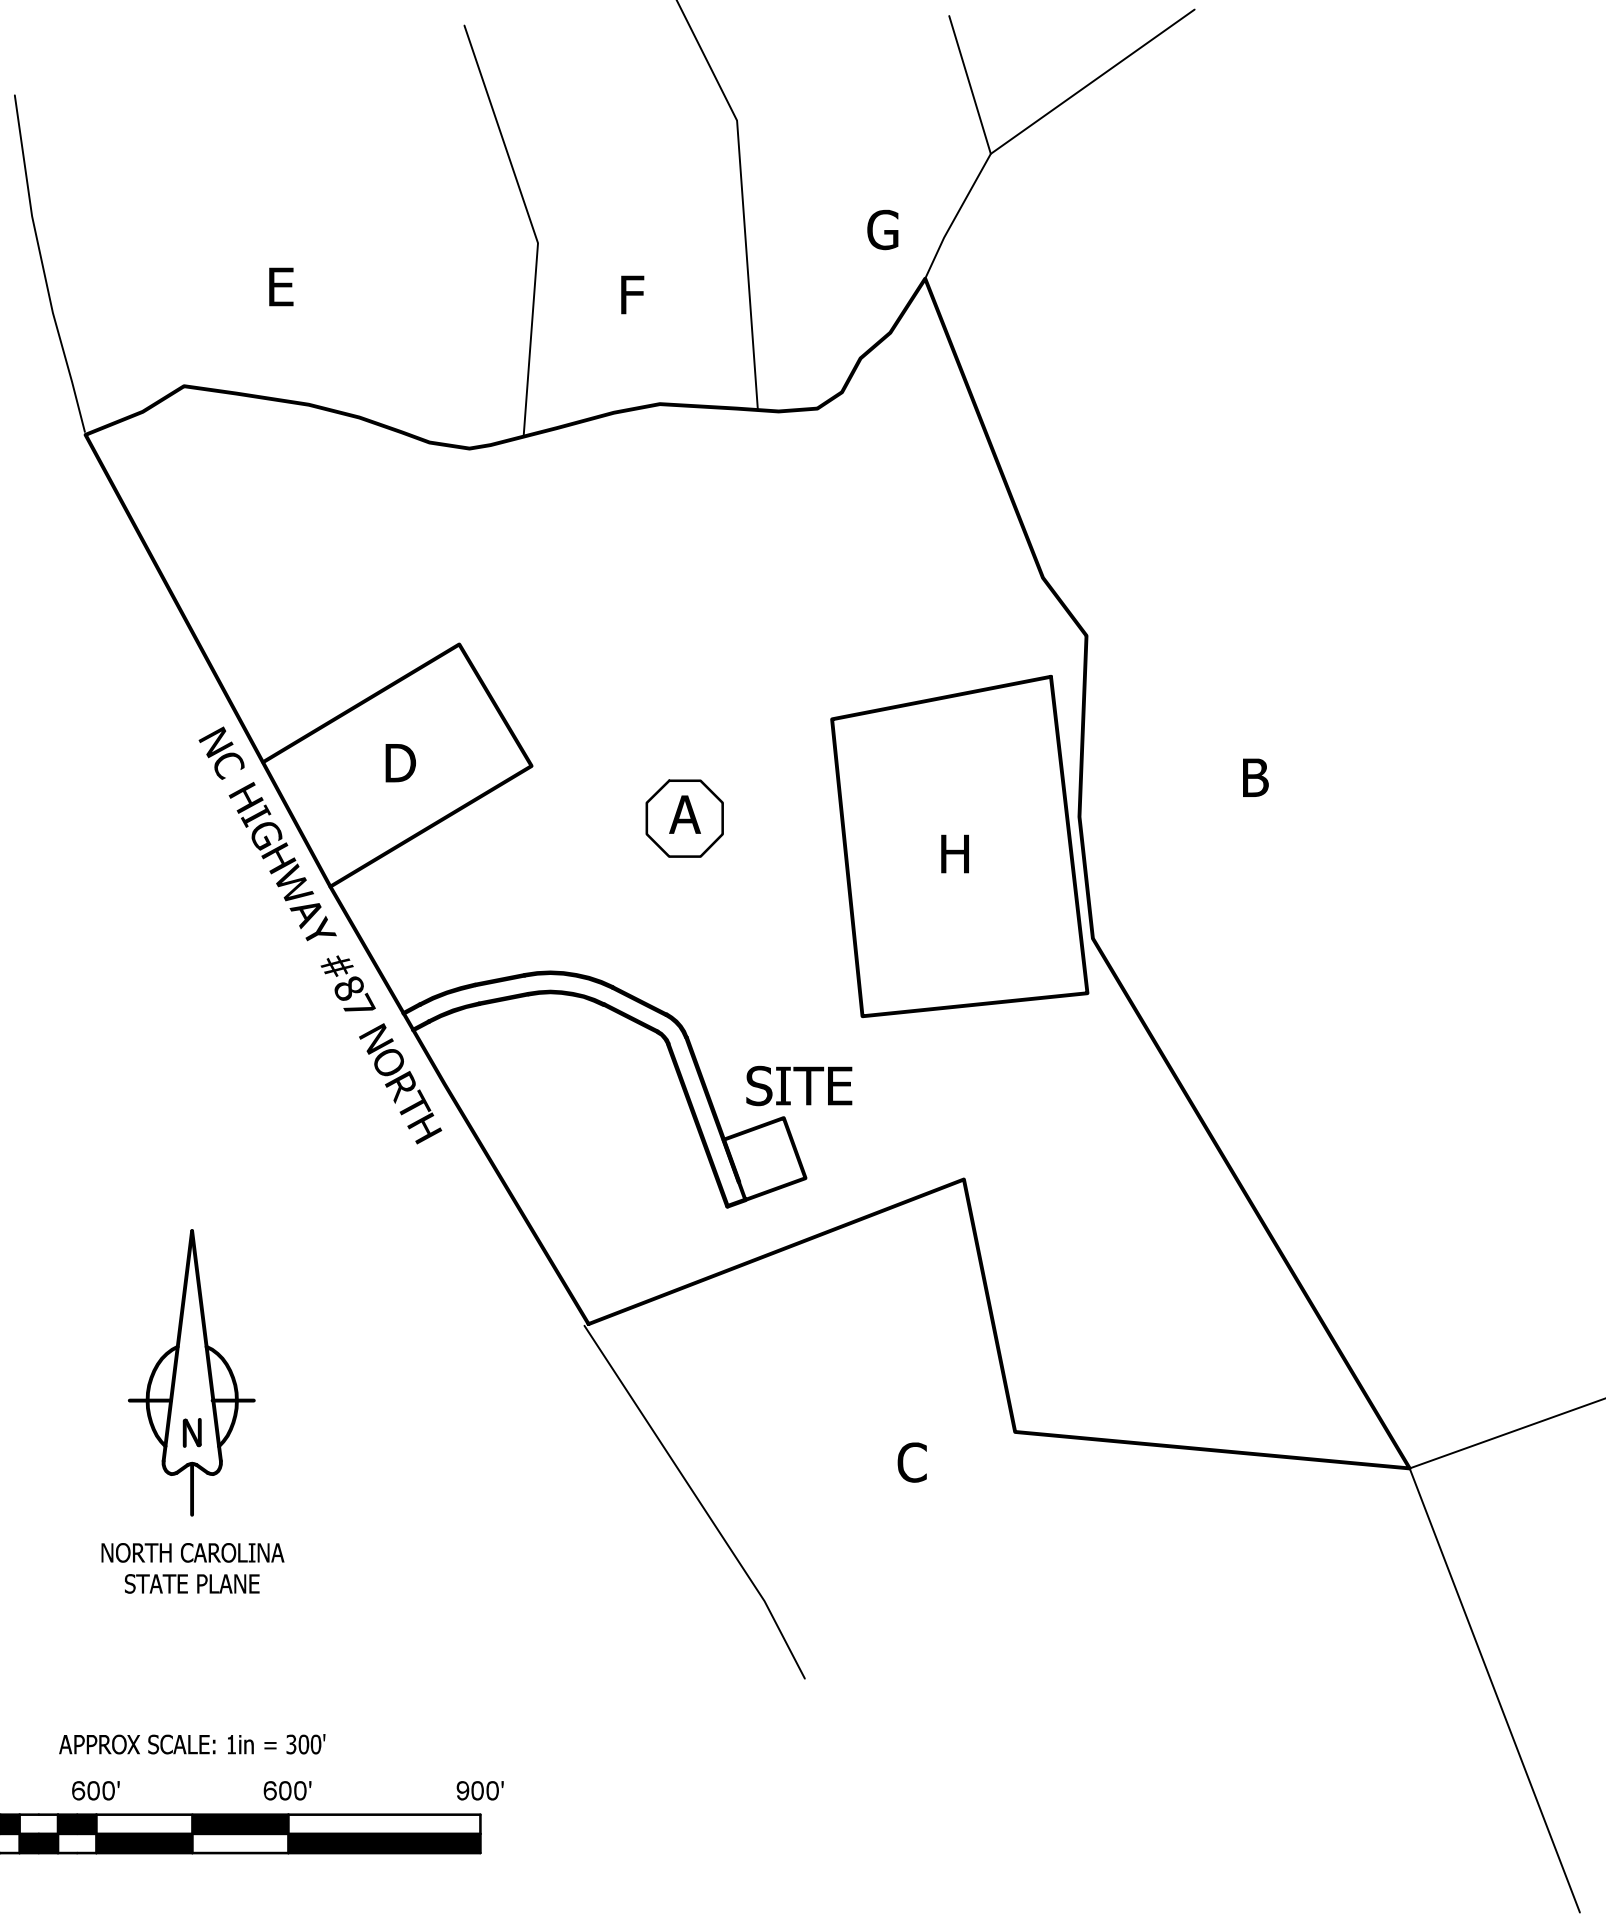 G
E
F
D
B
A
H
NC HIGHWAY #87 NORTH
SITE
N
C
NORTH CAROLINA
STATE PLANE
APPROX SCALE: 1in = 300'
600' 600' 900'